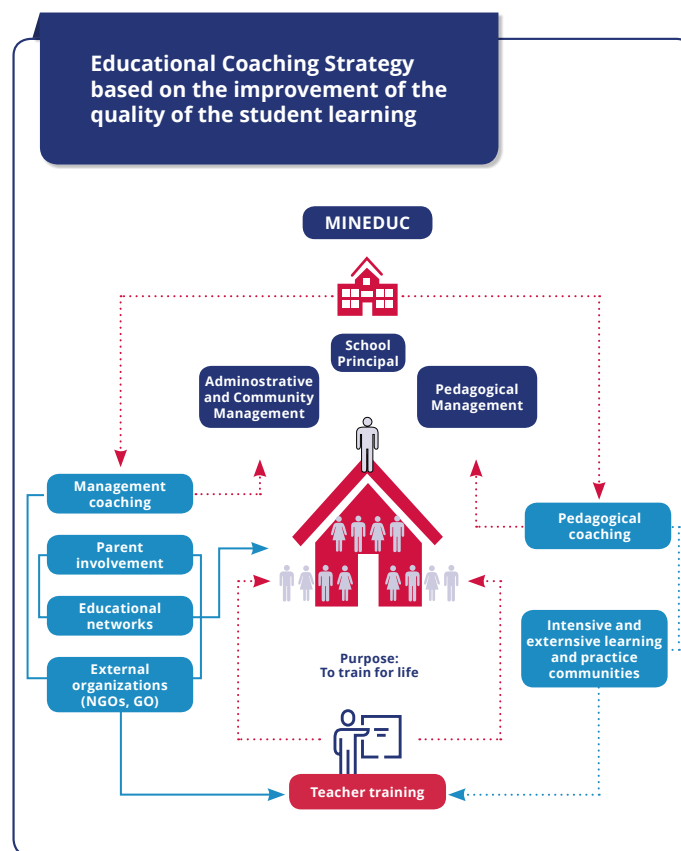 Educational Coaching Strategy
based on the improvement of the
quality of the student learning
MINEDUC
School
Principal
Adminostrative
and Community
Management
Pedagogical
Management
Management
coaching
Parent
involvement
Educational
networks
External
organizations
(NGOs, GO)
Pedagogical
coaching
Intensive and
externsive learning
and practice
communities
Purpose:
To train for life
Teacher training